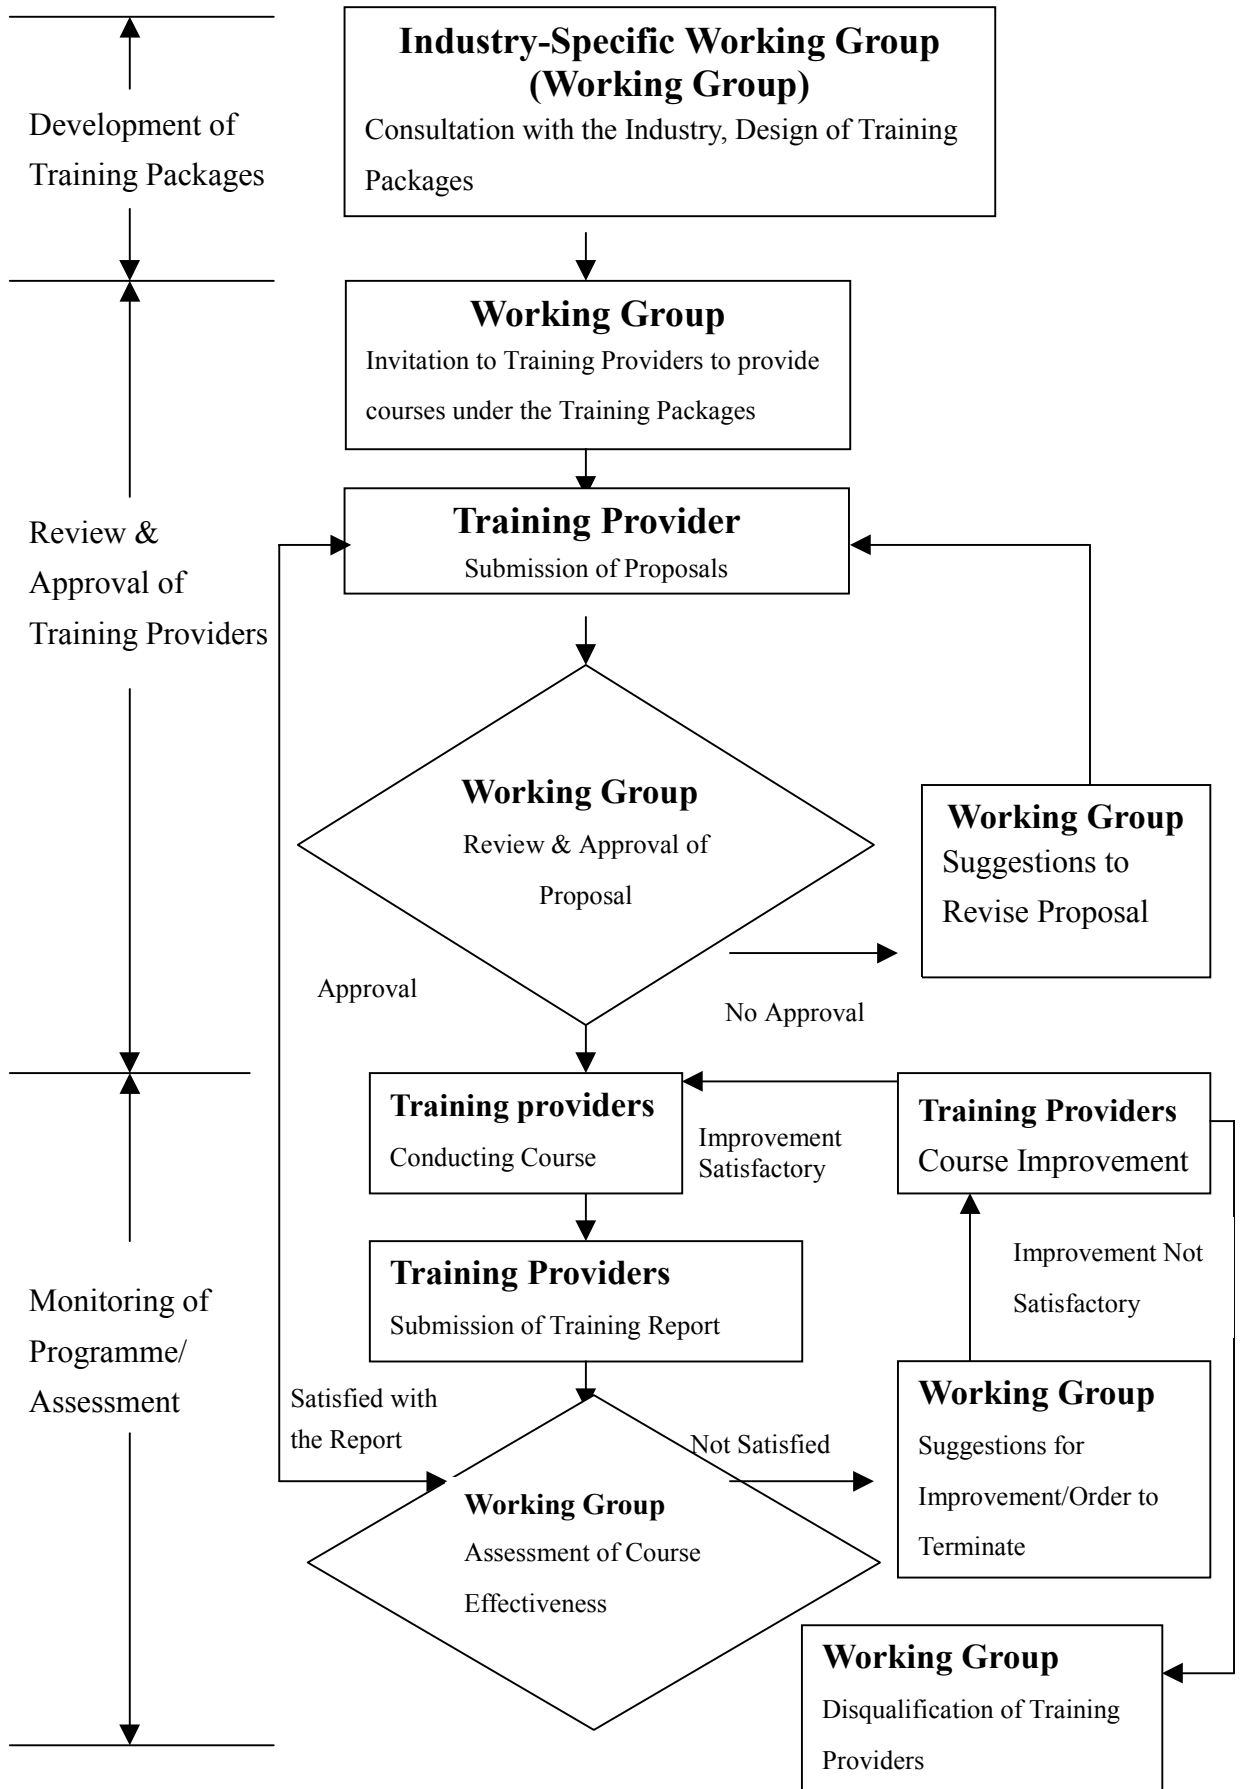 Industry-Specific Working Group
(Working Group)
Consultation with the Industry, Design of Training
Packages
Development of
Training Packages
Working Group
Invitation to Training Providers to provide
courses under the Training Packages
Training Provider
Submission of Proposals
Review &
Approval of
Training Providers
Working Group
Review & Approval of
Proposal
Working Group
Suggestions to
Revise Proposal
Approval
No Approval
Training providers
Conducting Course
Improvement
Satisfactory
Training Providers
Course Improvement
Training Providers
Submission of Training Report
Improvement Not
Satisfactory
Monitoring of
Programme/
Assessment
Satisfied with
the Report
Not Satisfied
Working Group
Suggestions for
Improvement/Order to
Terminate
Working Group
Assessment of Course
Effectiveness
Working Group
Disqualification of Training
Providers